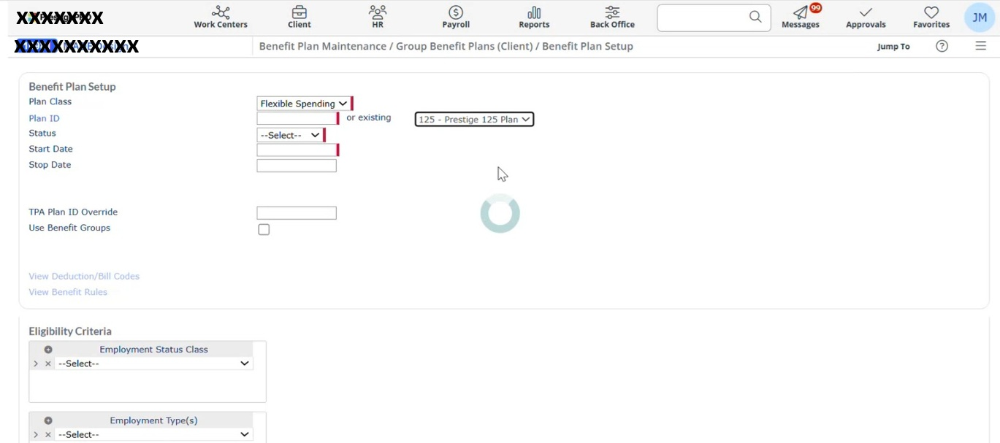 XXXXXXX
Work Centers
Client
HR
Payroll
Reports
Back Office
99
Messages
Approvals
Favorites
JM
XXXXXXXXXX
Benefit Plan Maintenance / Group Benefit Plans (Client) / Benefit Plan Setup
Jump To
?
Benefit Plan Setup
Plan Class
Flexible Spending
Plan ID
or existing
125 - Prestige 125 Plan
Status
--Select--
Start Date
Stop Date
TPA Plan ID Override
Use Benefit Groups
View Deduction/Bill Codes
View Benefit Rules
Eligibility Criteria
Employment Status Class
--Select--
Employment Type(s)
--Select--